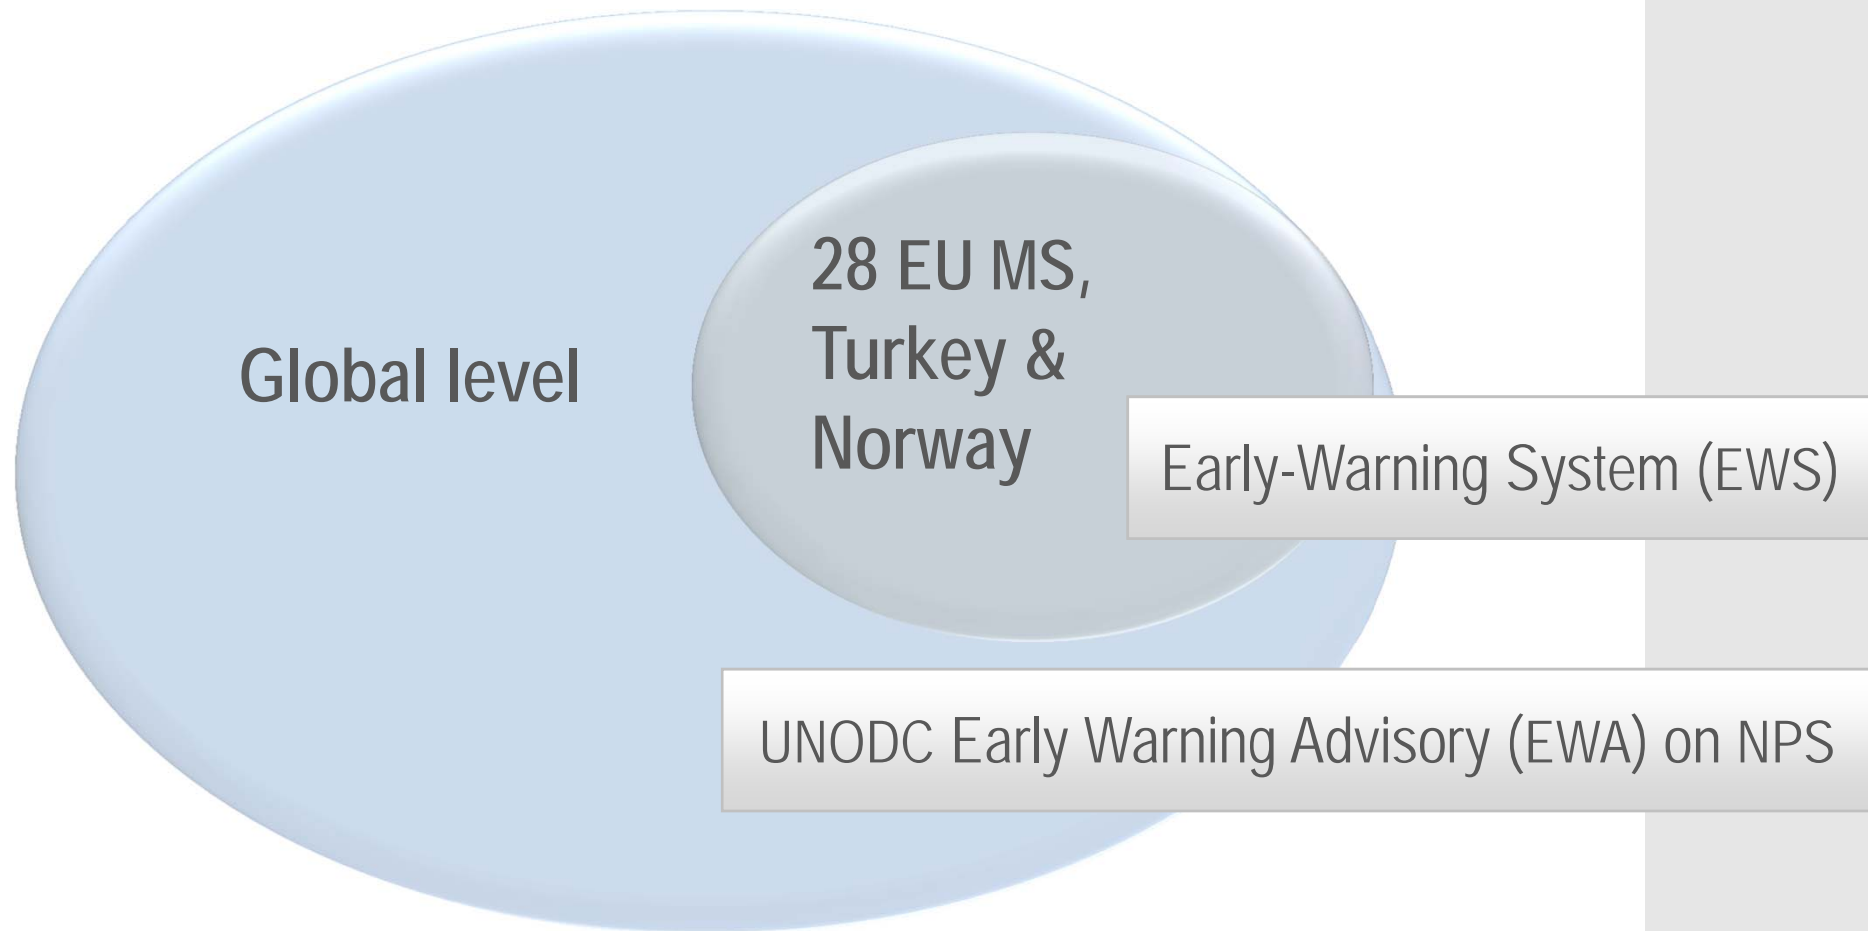 Global level
28 EU MS,
Turkey &
Norway
Early-Warning System (EWS)
UNODC Early Warning Advisory (EWA) on NPS